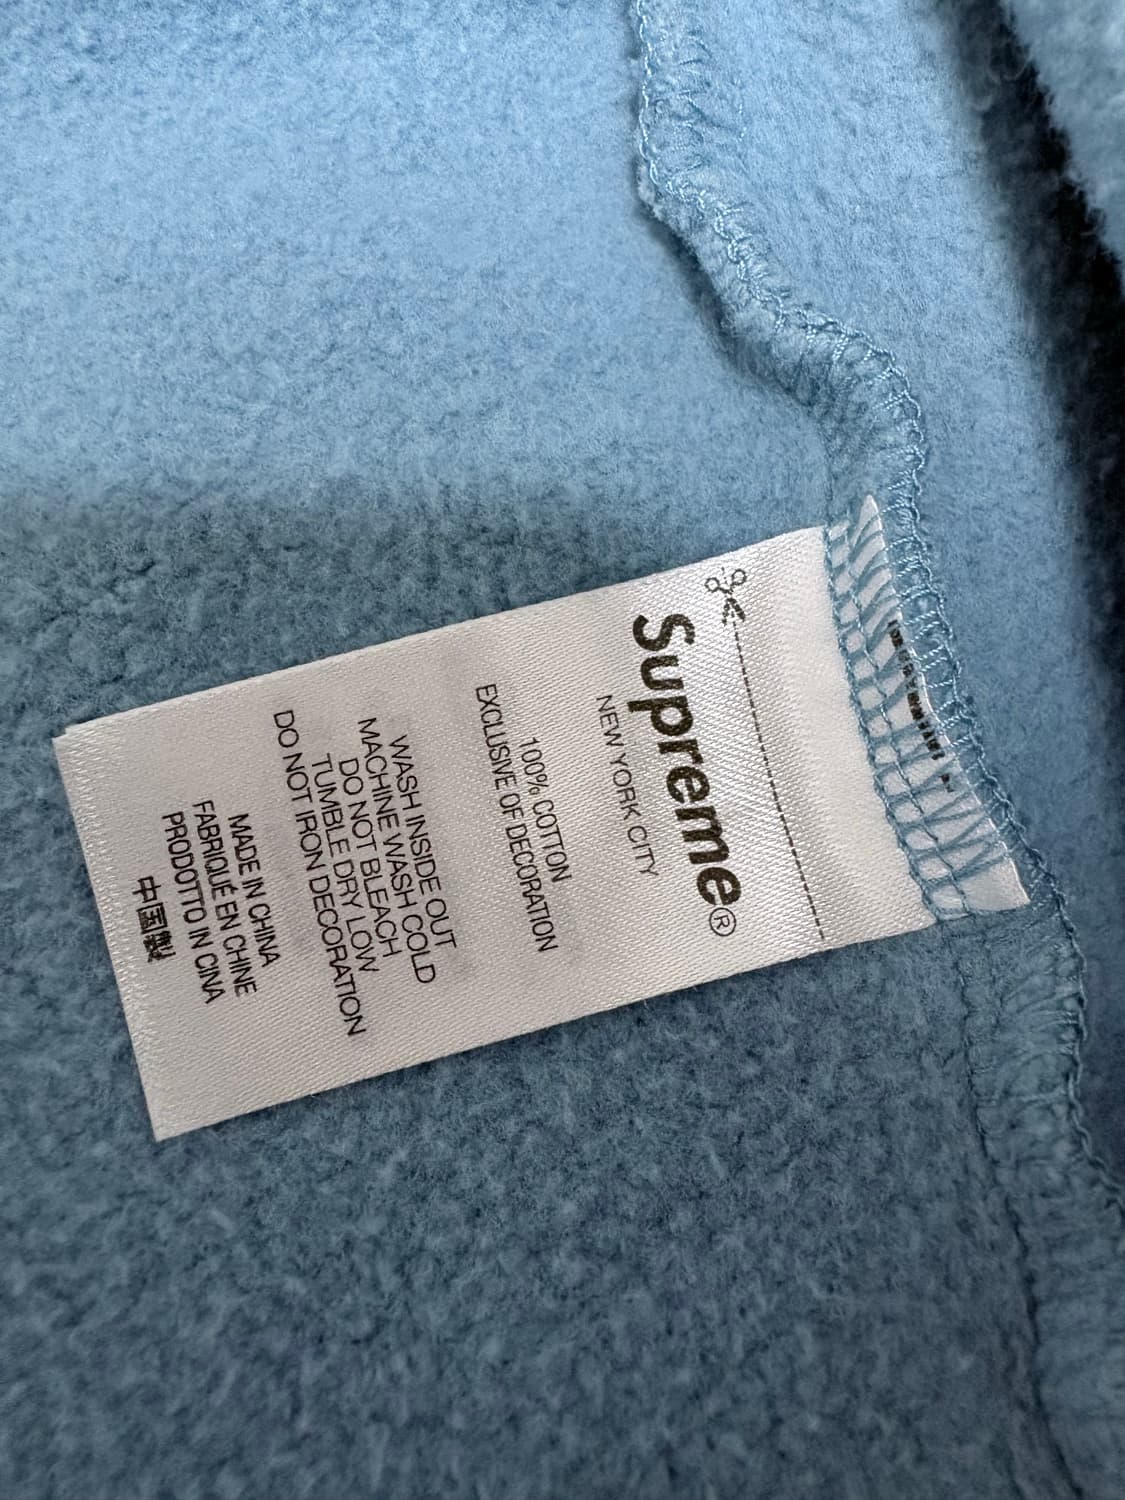 Supreme®
NEW YORK CITY
100% COTTON
EXCLUSIVE OF DECORATION
WASH INSIDE OUT
MACHINE WASH COLD
DO NOT BLEACH
TUMBLE DRY LOW
DO NOT IRON DECORATION
MADE IN CHINA
FABRIQUÉ EN CHINE
PRODOTTO IN CINA
中国製